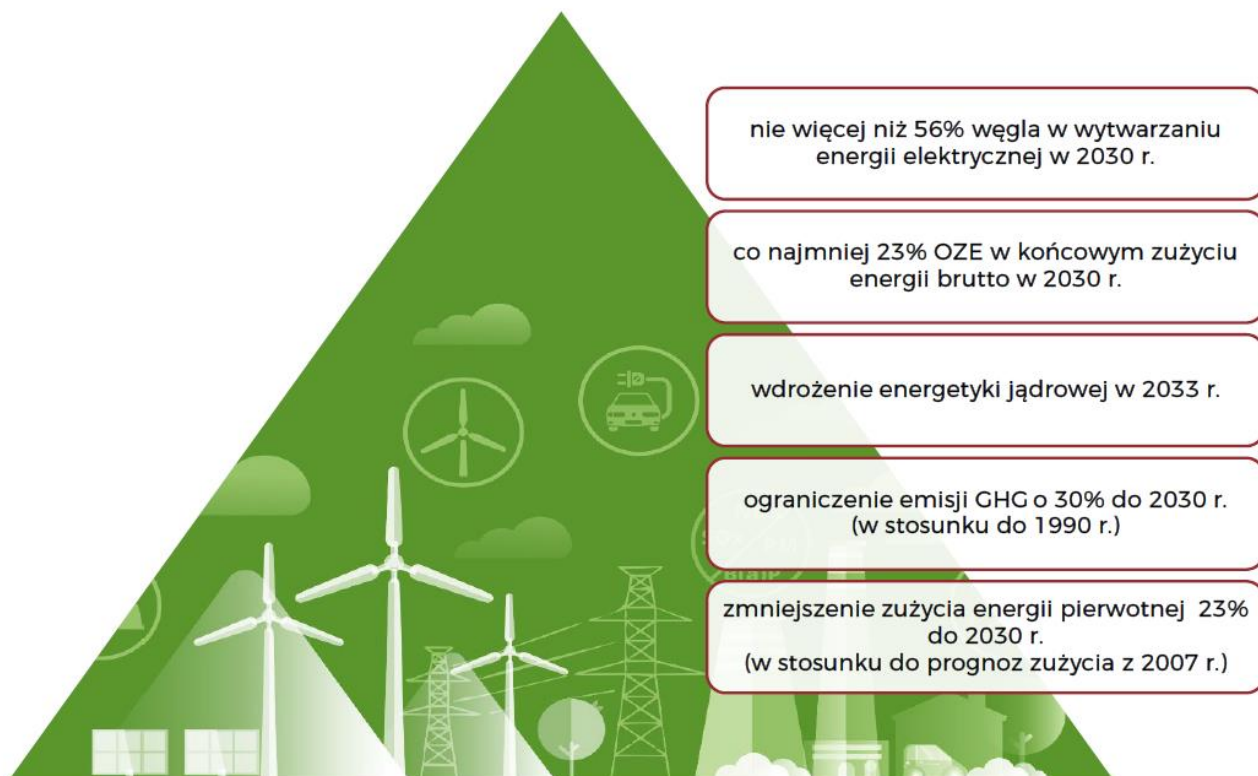 nie więcej niż 56% węgla w wytwarzaniu
energii elektrycznej w 2030 r.
co najmniej 23% OZE w końcowym zużyciu
energii brutto w 2030 r.
wdrożenie energetyki jądrowej w 2033 r.
ograniczenie emisji GHG o 30% do 2030 r.
(w stosunku do 1990 r.)
zmniejszenie zużycia energii pierwotnej 23%
do 2030 r.
(w stosunku do prognoz zużycia z 2007 r.)